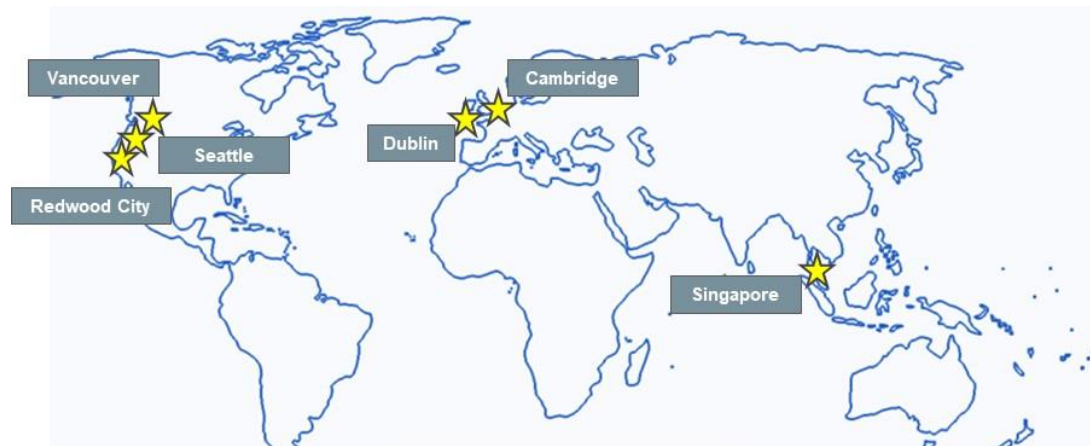 Vancouver
Cambridge
Dublin
Seattle
Redwood City
Singapore